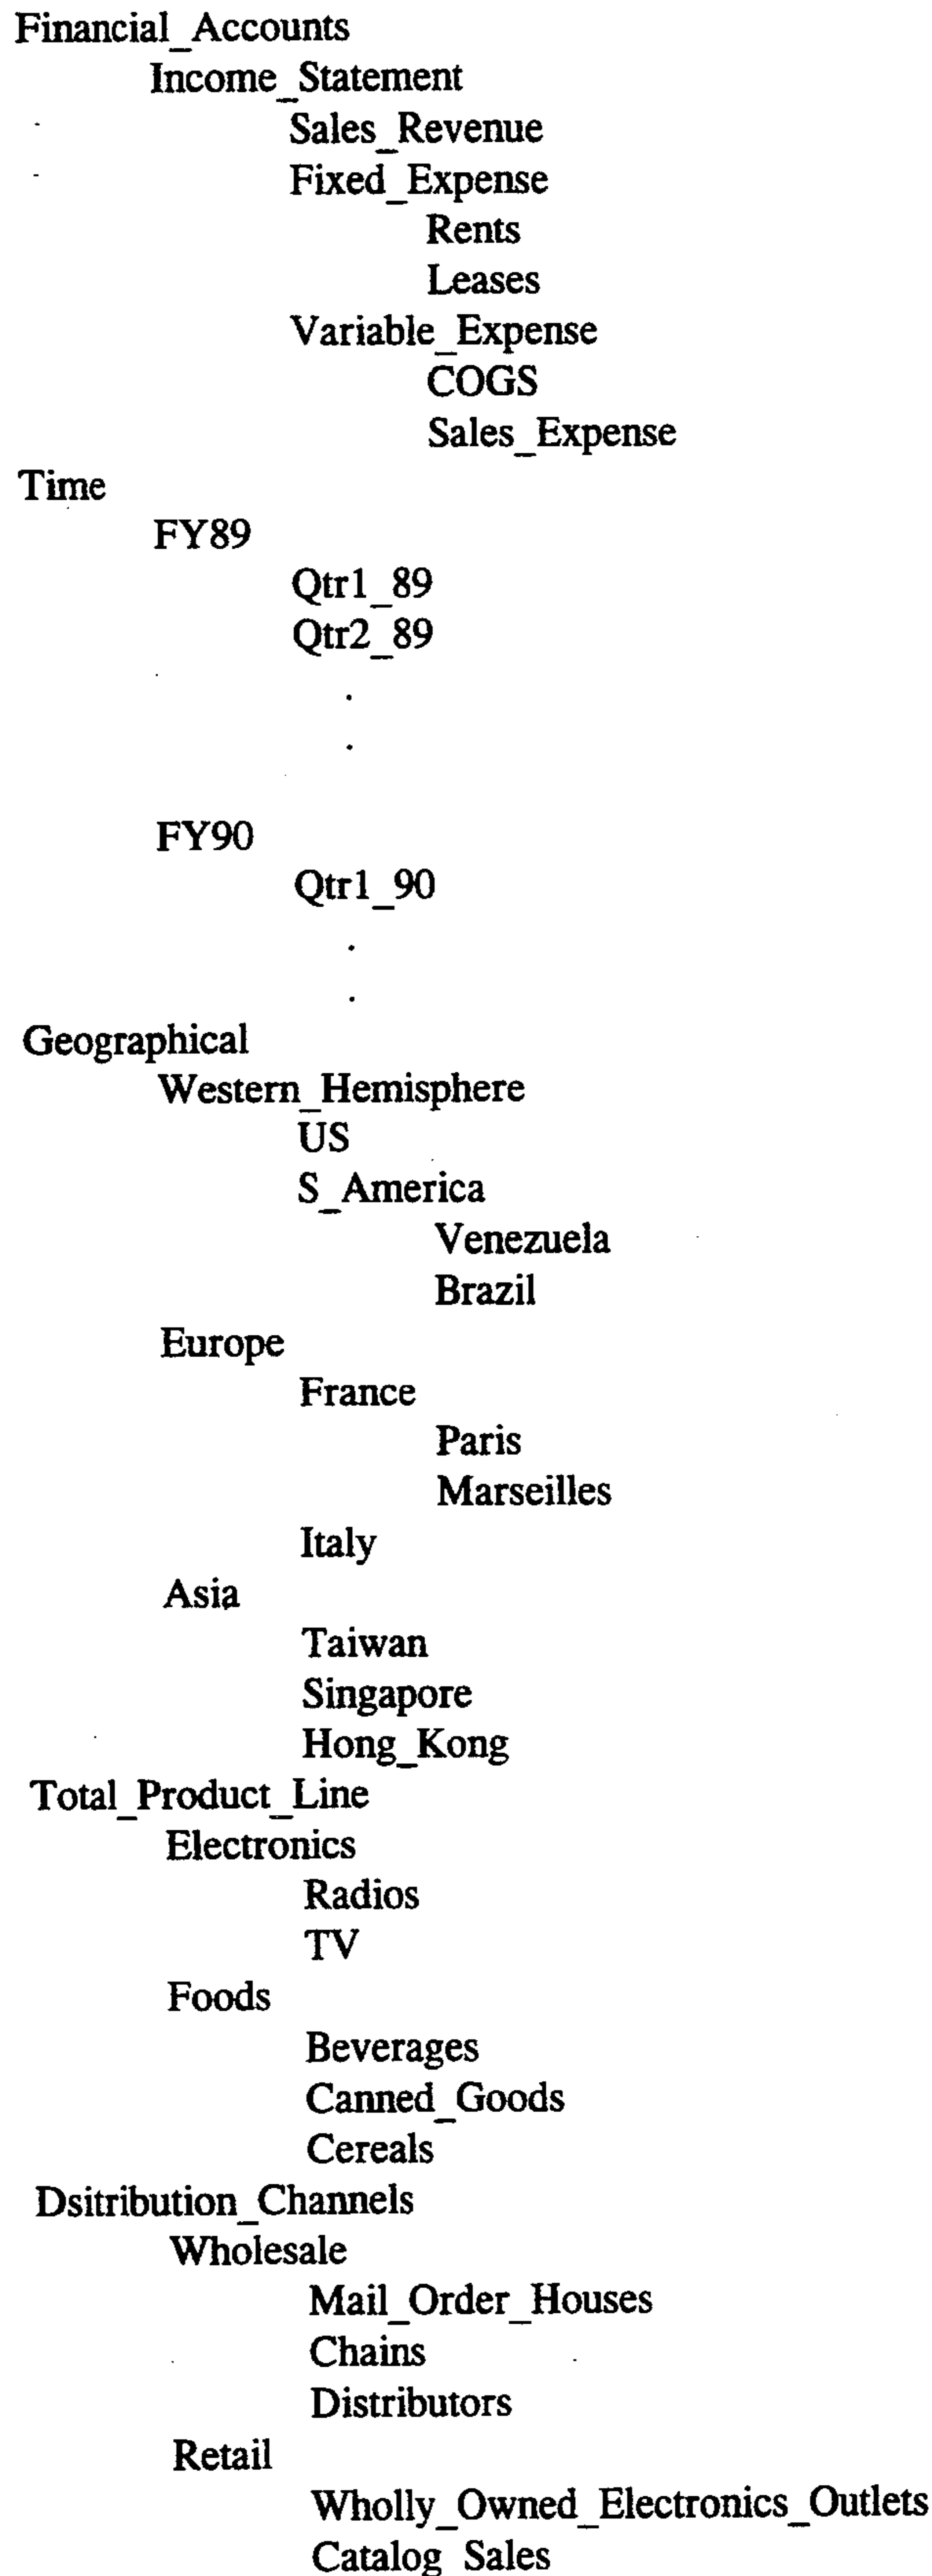 Financial_Accounts
Income_Statement
Sales_Revenue
Fixed_Expense
Rents
Leases
Variable_Expense
COGS
Sales_Expense
Time
FY89
Qtr1_89
Qtr2_89
.
.
FY90
Qtr1_90
.
.
Geographical
Western_Hemisphere
US
S_America
Venezuela
Brazil
Europe
France
Paris
Marseilles
Italy
Asia
Taiwan
Singapore
Hong_Kong
Total_Product_Line
Electronics
Radios
TV
Foods
Beverages
Canned_Goods
Cereals
Dsitribution_Channels
Wholesale
Mail_Order_Houses
Chains
Distributors
Retail
Wholly_Owned_Electronics_Outlets
Catalog_Sales